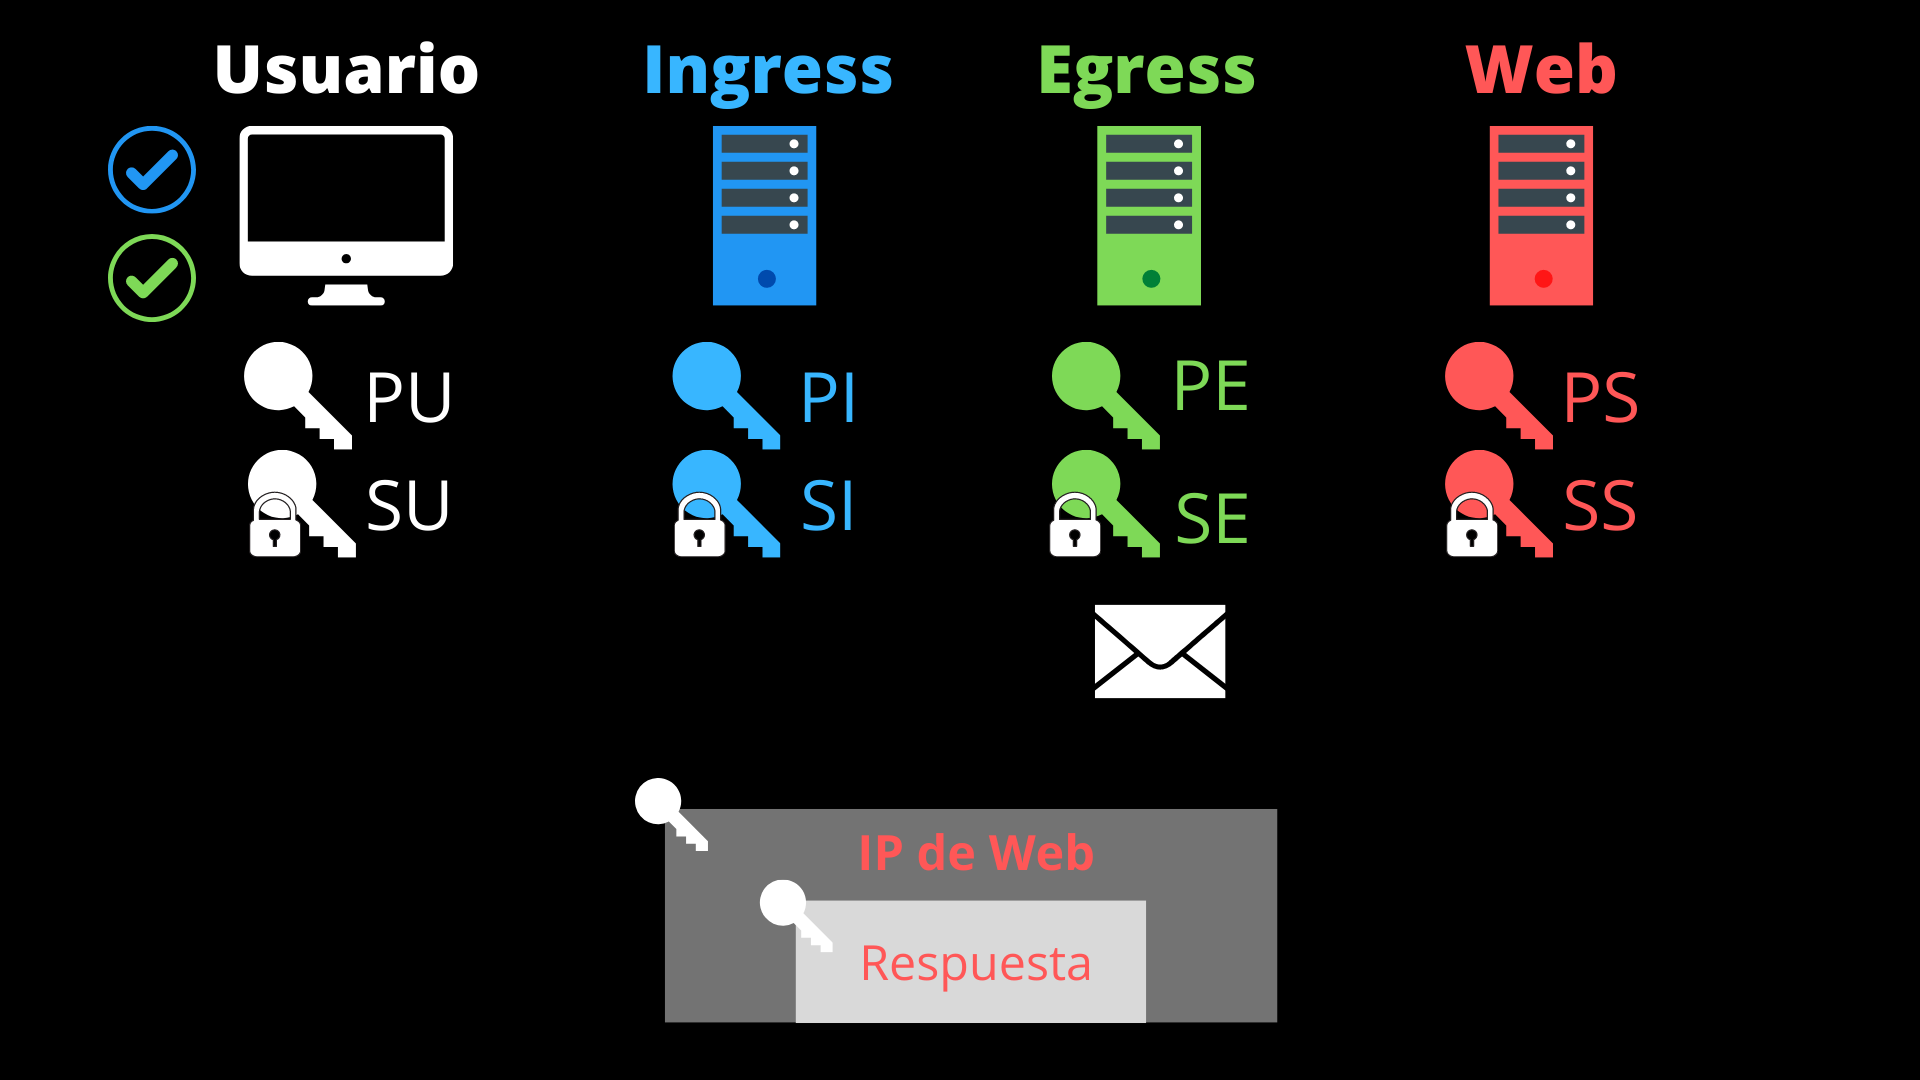 Usuario
Ingress
Egress
Web
PU
PI
PE
PS
SU
SI
SE
SS
IP de Web
Respuesta